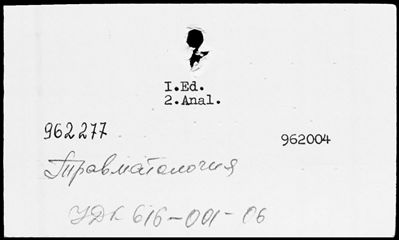 I.Ed.
2.Anal.
962277
962004
Травматология
УДК 616-001-06